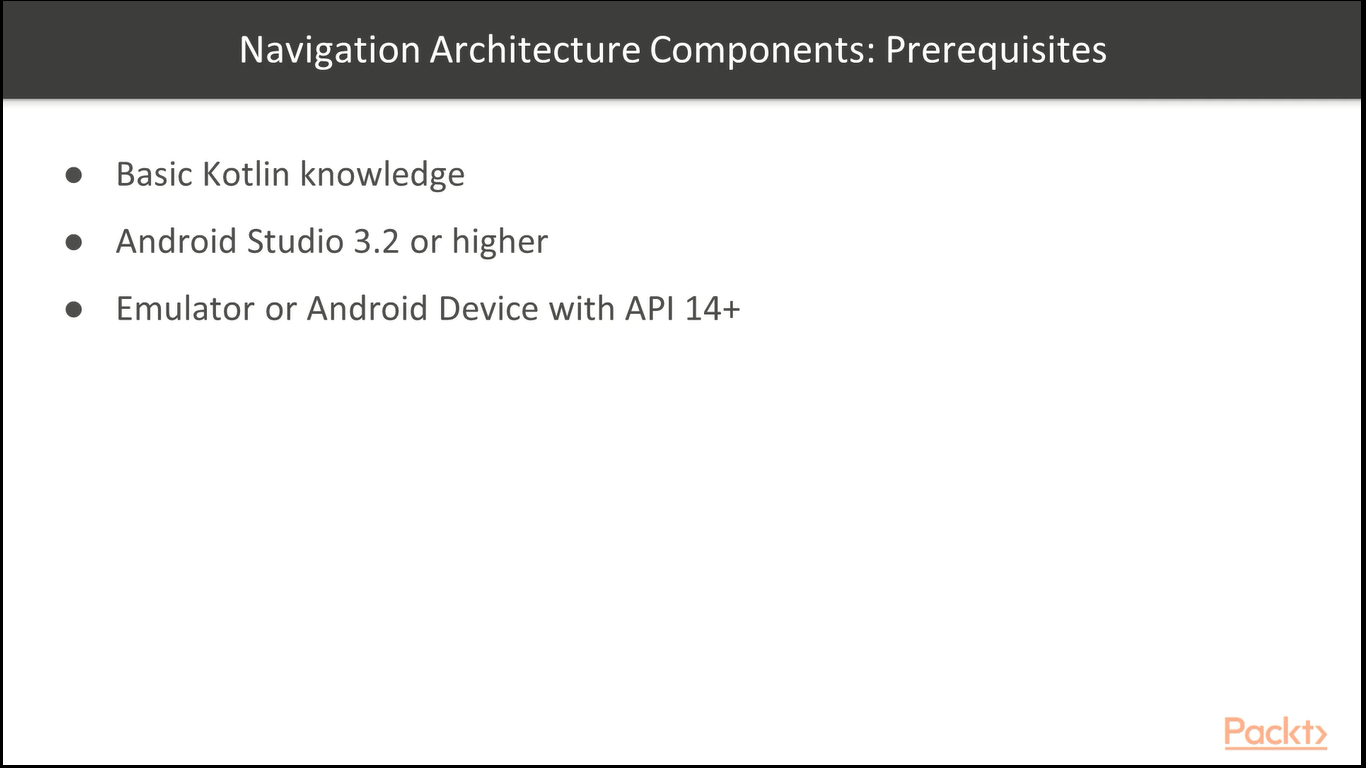 Navigation Architecture Components: Prerequisites
● Basic Kotlin knowledge
● Android Studio 3.2 or higher
● Emulator or Android Device with API 14+
Packt>